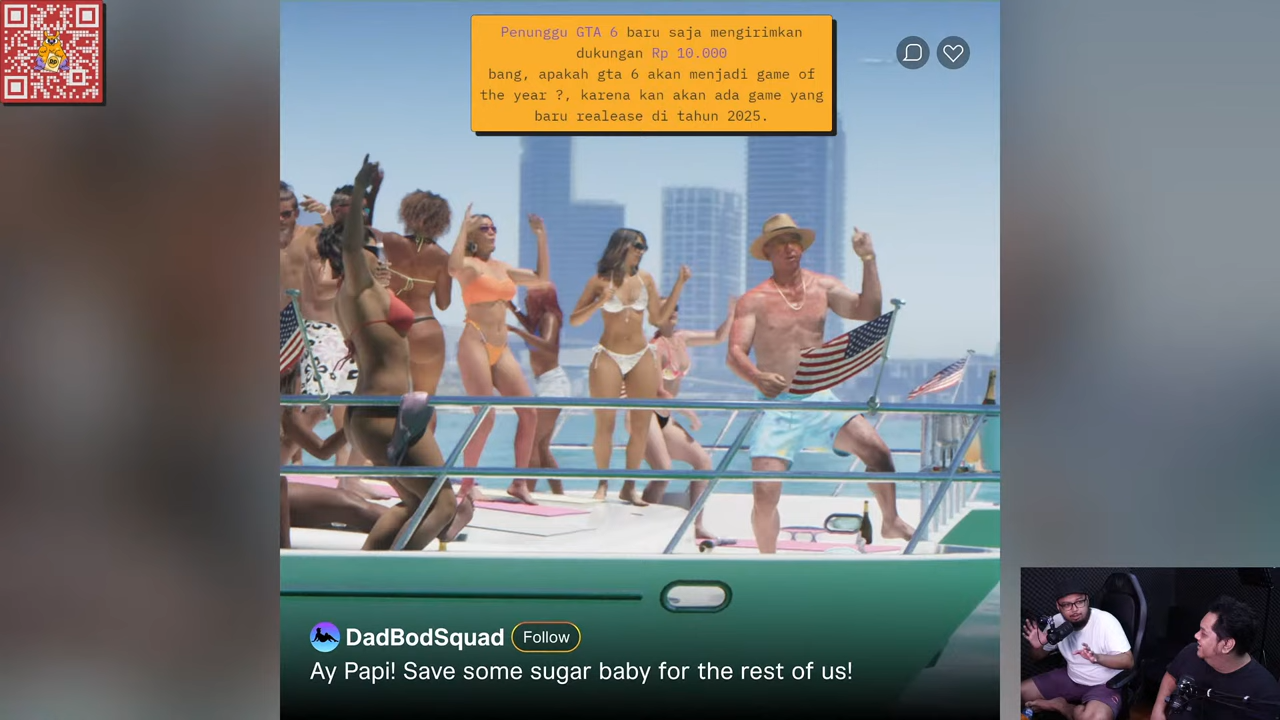 Penunggu GTA 6 baru saja mengirimkan
dukungan Rp 10.000
bang, apakah gta 6 akan menjadi game of
the year ?, karena kan akan ada game yang
baru realease di tahun 2025.
DadBodSquad Follow
Ay Papi! Save some sugar baby for the rest of us!